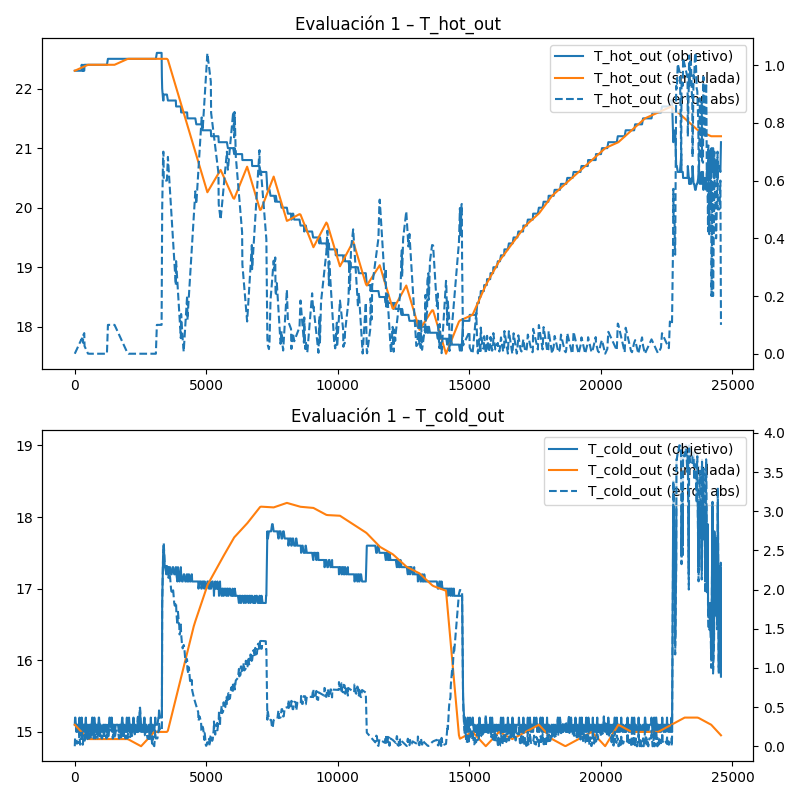 Evaluación 1 – T_hot_out
T_hot_out (objetivo)
T_hot_out (simulada)
T_hot_out (error abs)
22
21
20
19
18
1.0
0.8
0.6
0.4
0.2
0.0
0 5000 10000 15000 20000 25000
Evaluación 1 – T_cold_out
T_cold_out (objetivo)
T_cold_out (simulada)
T_cold_out (error abs)
19
18
17
16
15
4.0
3.5
3.0
2.5
2.0
1.5
1.0
0.5
0.0
0 5000 10000 15000 20000 25000